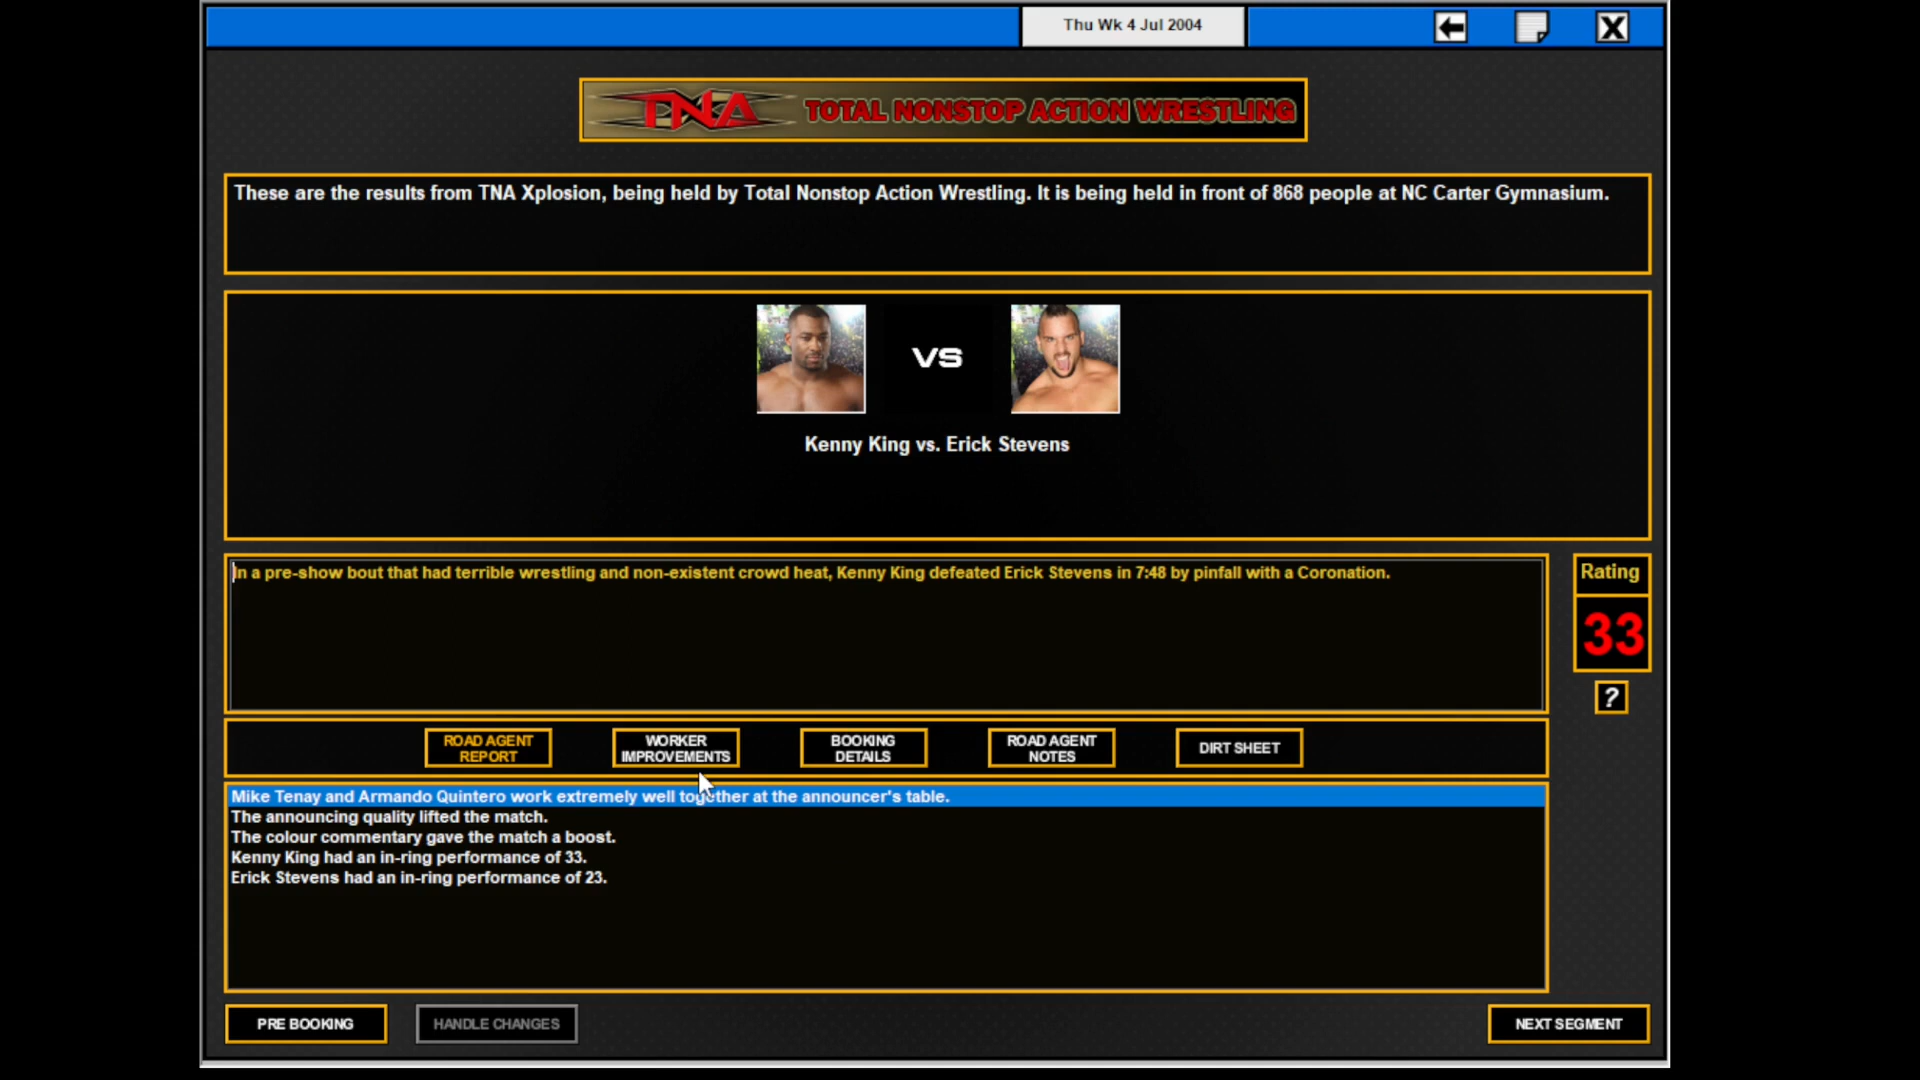 Thu Wk 4 Jul 2004
TNA TOTAL NONSTOP ACTION WRESTLING
These are the results from TNA Xplosion, being held by Total Nonstop Action Wrestling. It is being held in front of 868 people at NC Carter Gymnasium.
VS
Kenny King vs. Erick Stevens
In a pre-show bout that had terrible wrestling and non-existent crowd heat, Kenny King defeated Erick Stevens in 7:48 by pinfall with a Coronation.
Rating
33
?
ROAD AGENT REPORT
WORKER IMPROVEMENTS
BOOKING DETAILS
ROAD AGENT NOTES
DIRT SHEET
Mike Tenay and Armando Quintero work extremely well together at the announcer's table.
The announcing quality lifted the match.
The colour commentary gave the match a boost.
Kenny King had an in-ring performance of 33.
Erick Stevens had an in-ring performance of 23.
PRE BOOKING
HANDLE CHANGES
NEXT SEGMENT